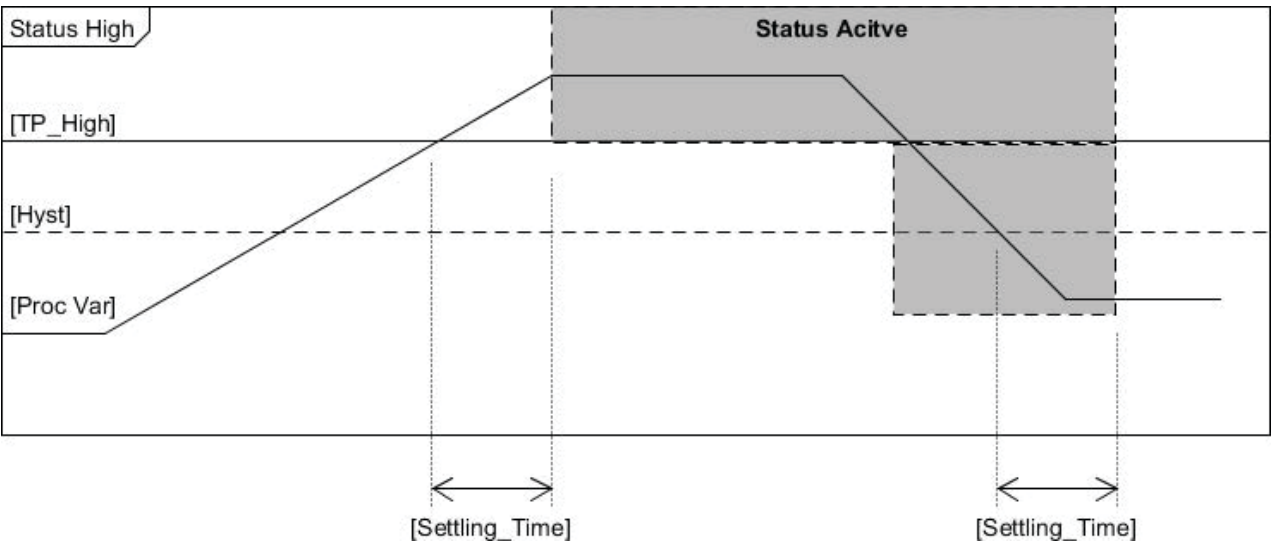 Status High
Status Acitve
[TP_High]
[Hyst]
[Proc Var]
[Settling_Time]
[Settling_Time]